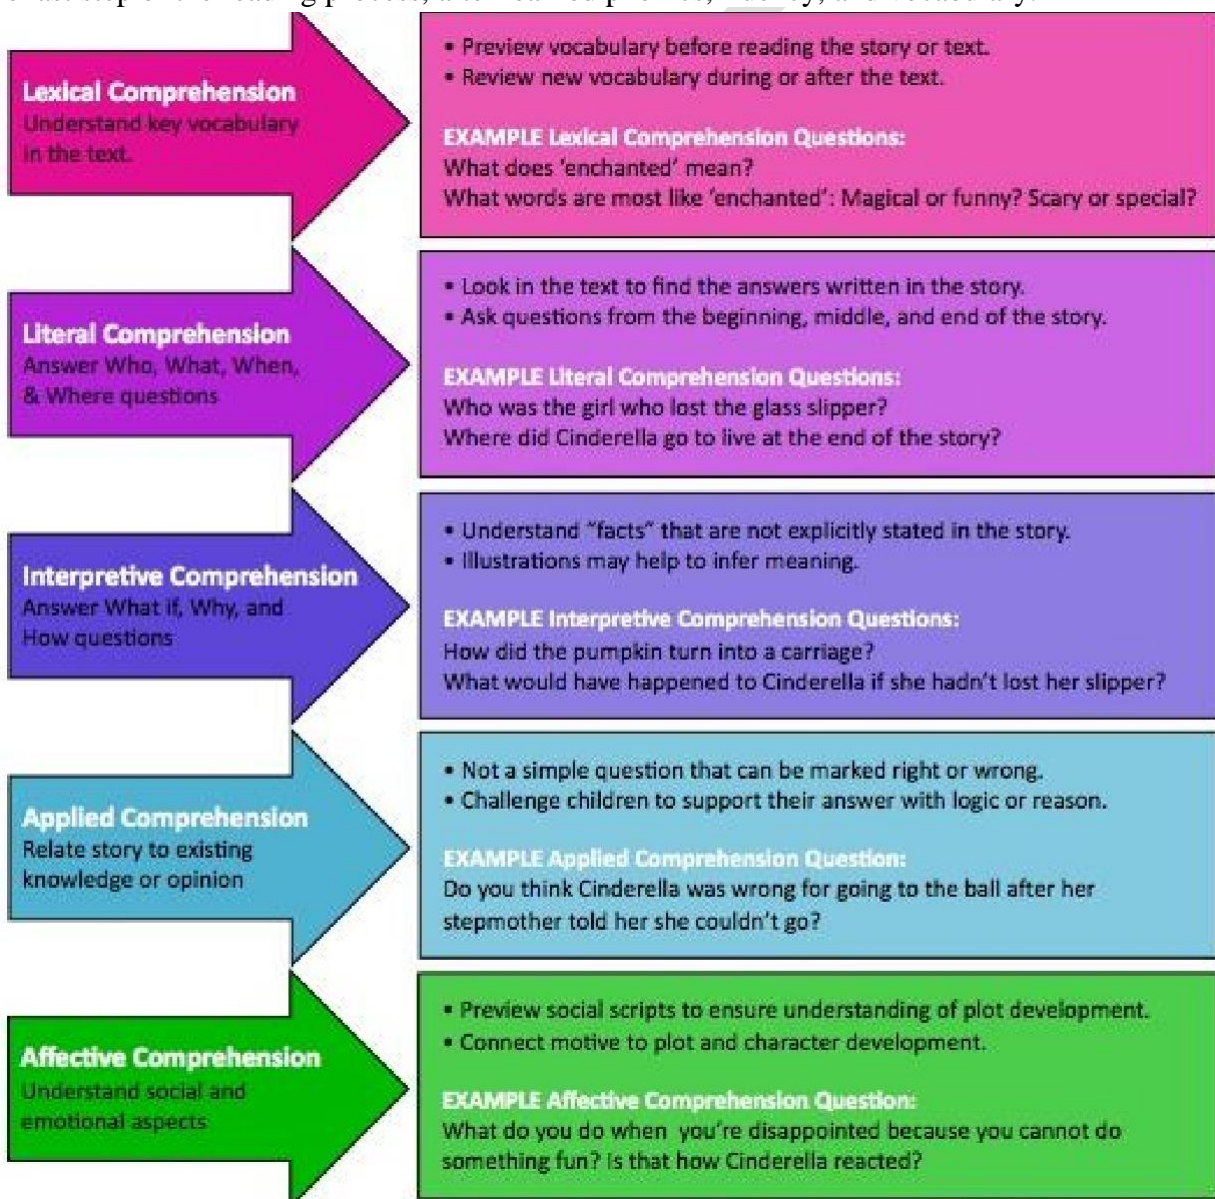 Lexical Comprehension
Understand key vocabulary
in the text.
• Preview vocabulary before reading the story or text.
• Review new vocabulary during or after the text.
EXAMPLE Lexical Comprehension Questions:
What does ‘enchanted’ mean?
What words are most like ‘enchanted’: Magical or funny? Scary or special?
Literal Comprehension
Answer Who, What, When,
& Where questions
• Look in the text to find the answers written in the story.
• Ask questions from the beginning, middle, and end of the story.
EXAMPLE Literal Comprehension Questions:
Who was the girl who lost the glass slipper?
Where did Cinderella go to live at the end of the story?
Interpretive Comprehension
Answer What if, Why, and
How questions
• Understand “facts” that are not explicitly stated in the story.
• Illustrations may help to infer meaning.
EXAMPLE Interpretive Comprehension Questions:
How did the pumpkin turn into a carriage?
What would have happened to Cinderella if she hadn’t lost her slipper?
Applied Comprehension
Relate story to existing
knowledge or opinion
• Not a simple question that can be marked right or wrong.
• Challenge children to support their answer with logic or reason.
EXAMPLE Applied Comprehension Question:
Do you think Cinderella was wrong for going to the ball after her
stepmother told her she couldn’t go?
Affective Comprehension
Understand social and
emotional aspects
• Preview social scripts to ensure understanding of plot development.
• Connect motive to plot and character development.
EXAMPLE Affective Comprehension Question:
What do you do when you’re disappointed because you cannot do
something fun? Is that how Cinderella reacted?